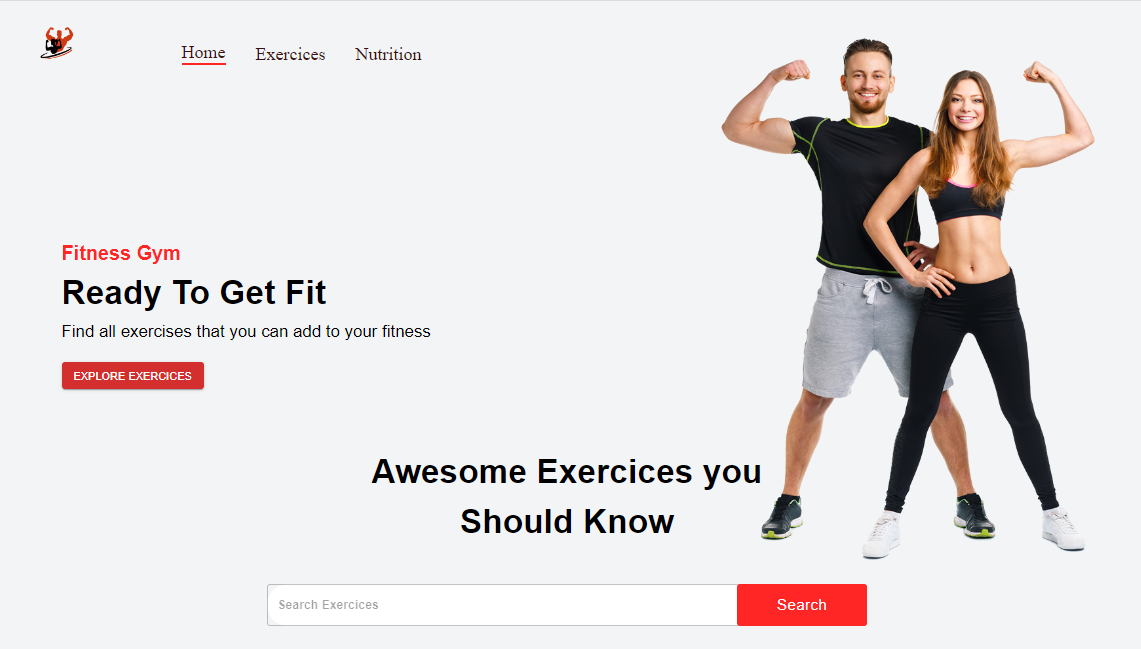 Home
Exercices
Nutrition
Fitness Gym
Ready To Get Fit
Find all exercises that you can add to your fitness
EXPLORE EXERCICES
Awesome Exercices you
Should Know
Search Exercices
Search